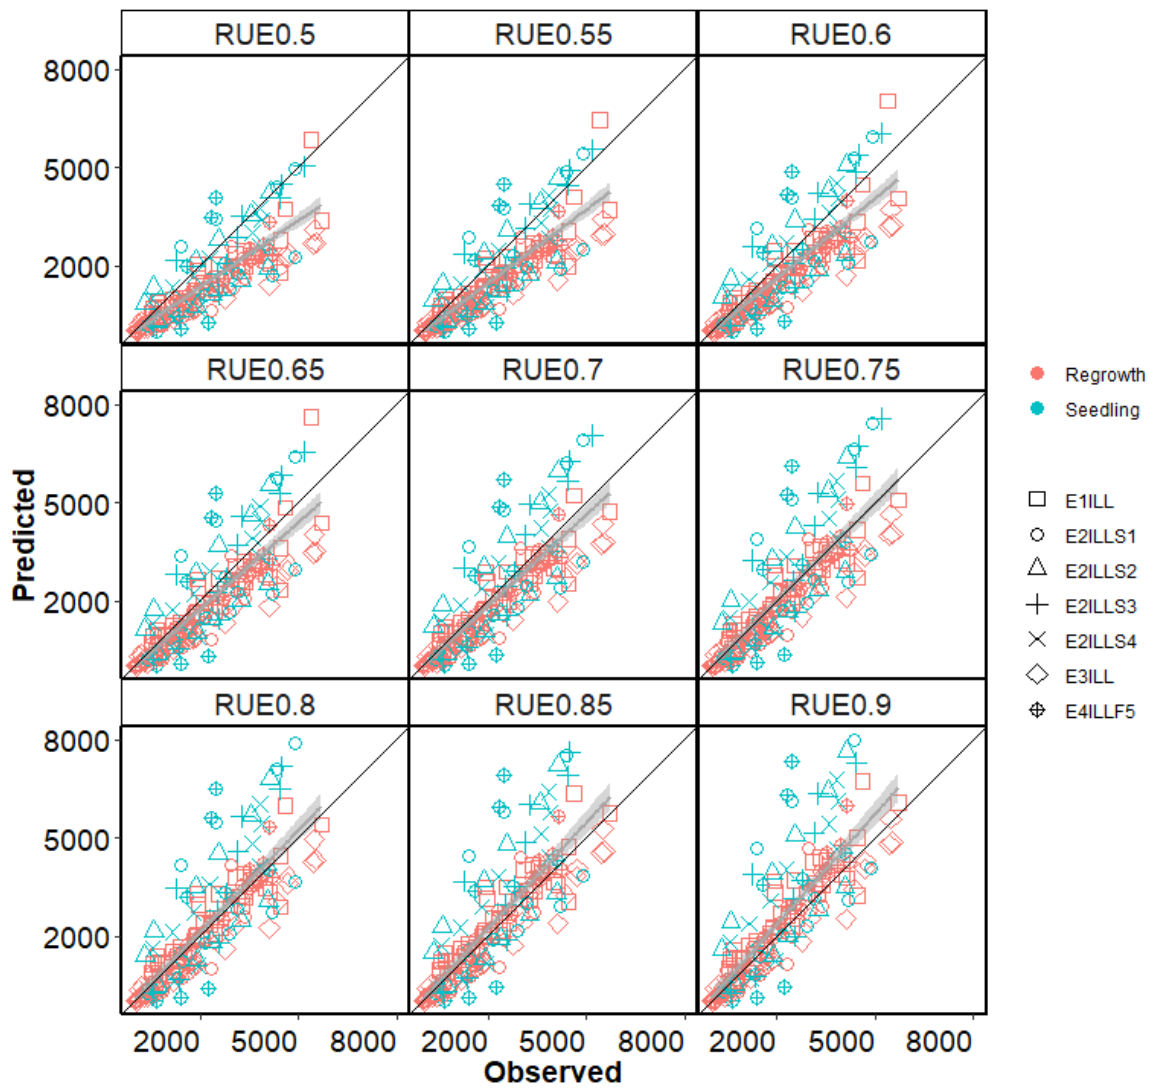 RUE0.5 RUE0.55 RUE0.6
8000
5000
2000
RUE0.65 RUE0.7 RUE0.75
8000
5000
2000
RUE0.8 RUE0.85 RUE0.9
8000
5000
2000
2000 5000 8000 2000 5000 8000 2000 5000 8000
Observed
Predicted
Regrowth
Seedling
E1ILL
E2ILLS1
E2ILLS2
E2ILLS3
E2ILLS4
E3ILL
E4ILLF5